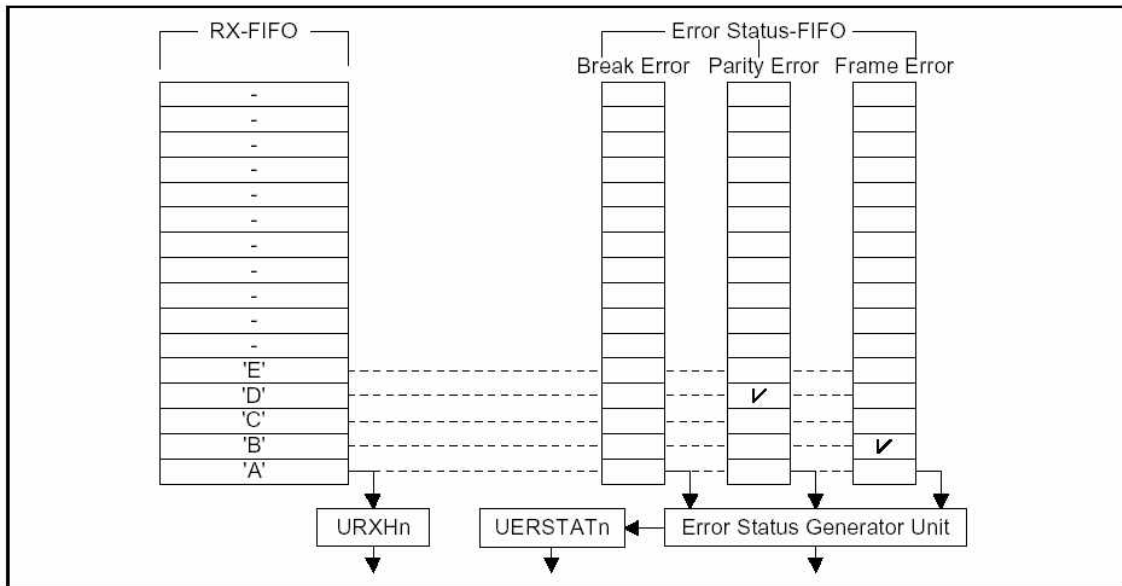 RX-FIFO Error Status-FIFO
Break Error Parity Error Frame Error
-
-
-
-
-
-
-
-
-
-
-
'E'
'D'
'C'
'B'
'A'
URXHn UERSTATn Error Status Generator Unit